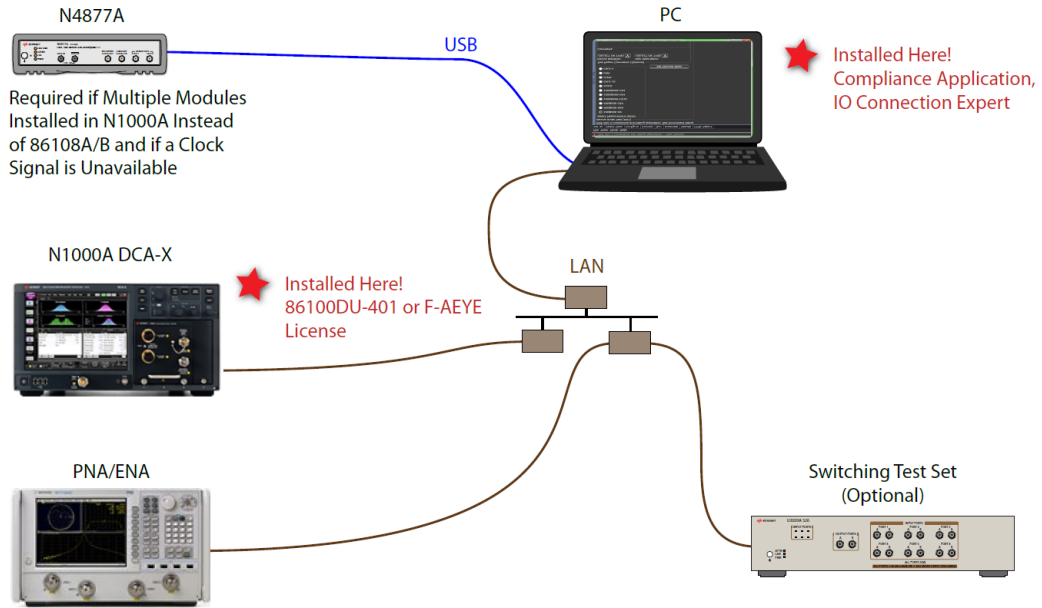 N4877A
PC
USB
Installed Here!
Compliance Application,
IO Connection Expert
Required if Multiple Modules
Installed in N1000A Instead
of 86108A/B and if a Clock
Signal is Unavailable
N1000A DCA-X
LAN
Installed Here!
86100DU-401 or F-AEYE
License
PNA/ENA
Switching Test Set
(Optional)